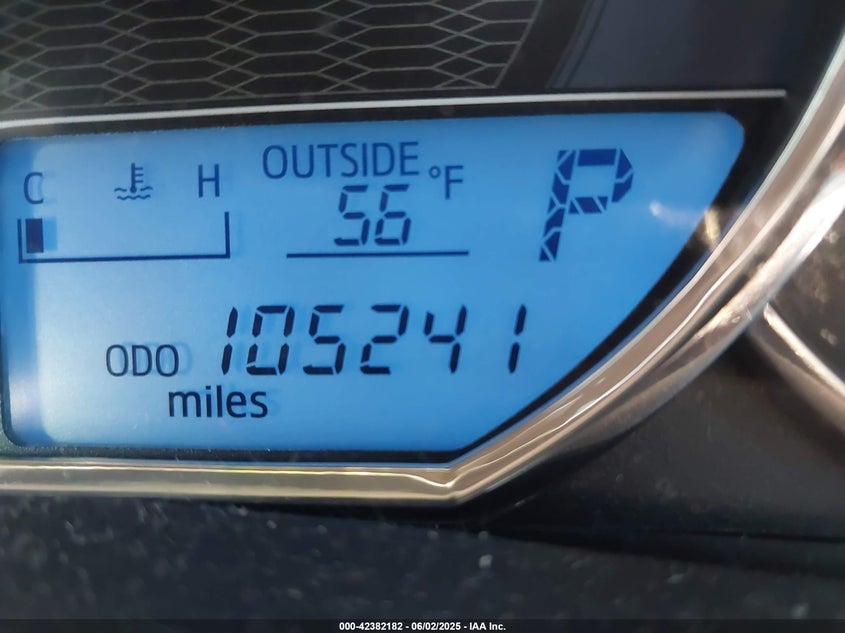 C H
OUTSIDE
56 °F
P
ODO 105241
miles
000-42382182 - 06/02/2025 - IAA Inc.